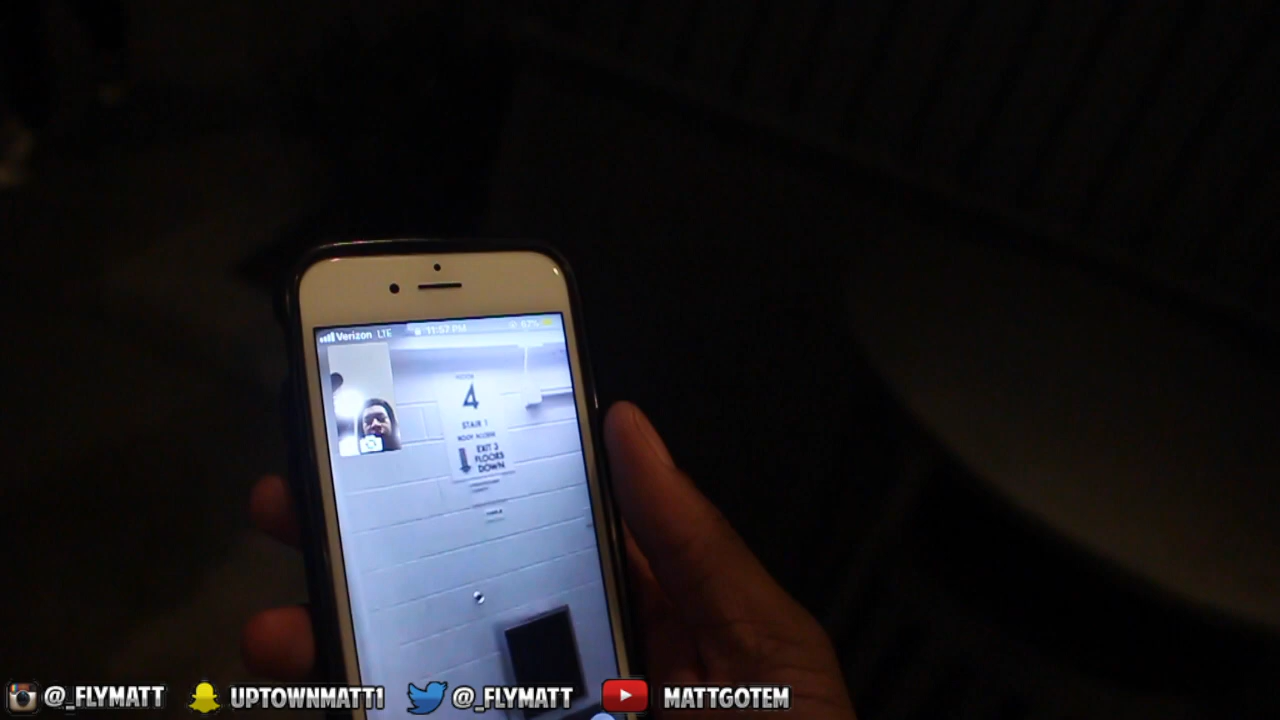 Verizon LTE 11:57 PM 67%
4
STAIR 1
ROOF ACCESS
EXIT 3
FLOORS
DOWN
@_FLYMATT UPTOWNMATT1 @_FLYMATT MATTGOTEM